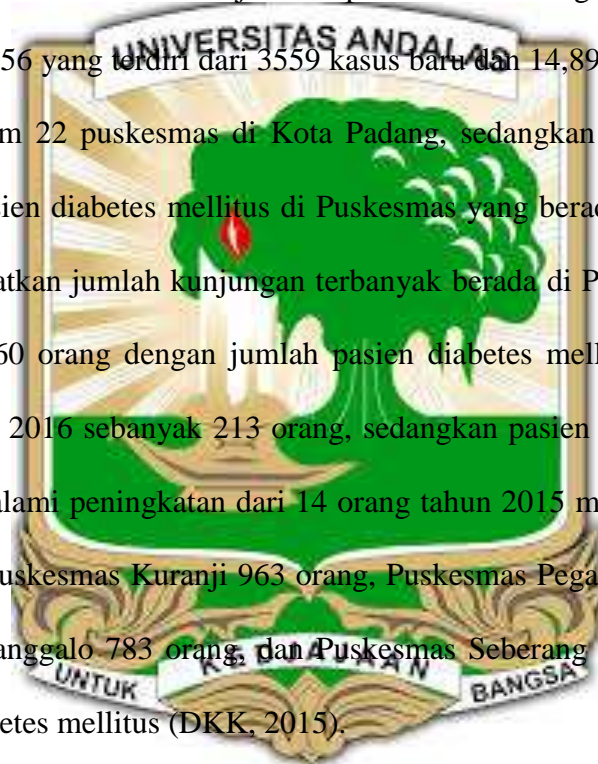 UNIVERSITAS ANDALAS
56 yang terdiri dari 3559 kasus baru dan 14,89
m 22 puskesmas di Kota Padang, sedangkan
sien diabetes mellitus di Puskesmas yang berad
atkan jumlah kunjungan terbanyak berada di P
60 orang dengan jumlah pasien diabetes mell
2016 sebanyak 213 orang, sedangkan pasien
alami peningkatan dari 14 orang tahun 2015 m
uskesmas Kuranji 963 orang, Puskesmas Pega
anggalo 783 orang, dan Puskesmas Seberang
UNTUK KEDJAJAAN BANGSA
etes mellitus (DKK, 2015).